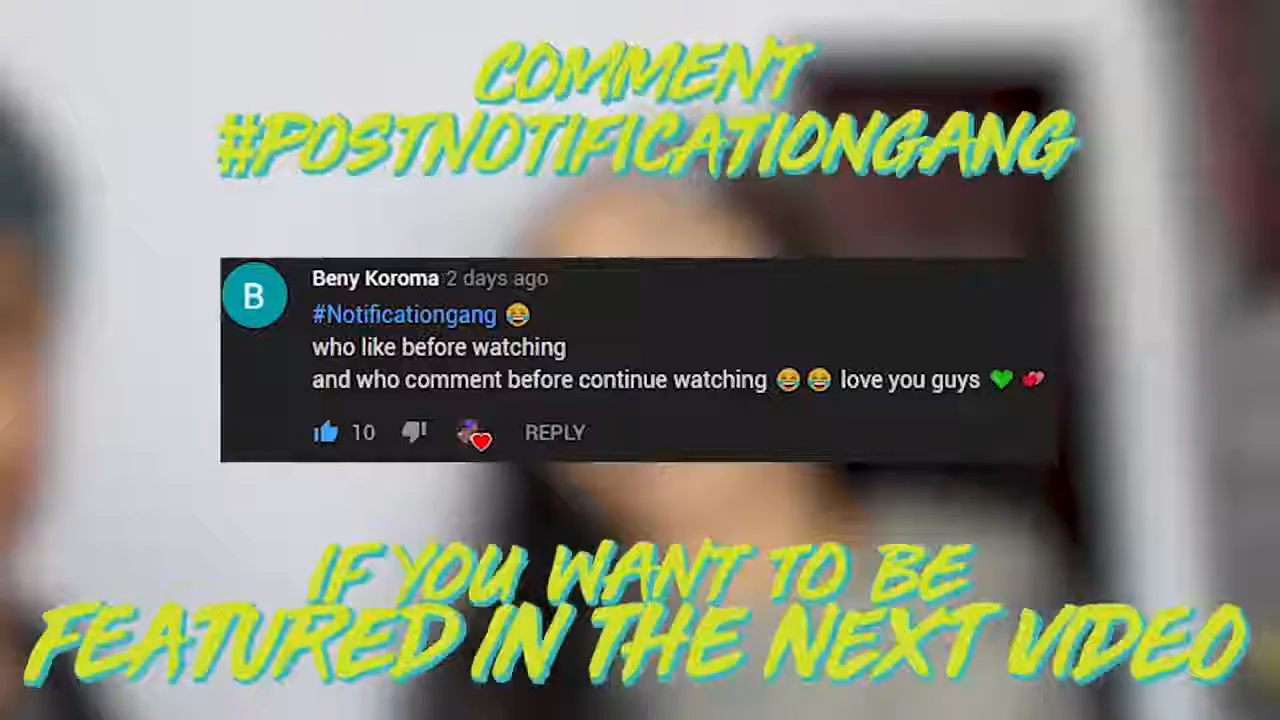 COMMENT
#POSTNOTIFICATIONGANG
B
Beny Koroma 2 days ago
#Notificationgang 😂
who like before watching
and who comment before continue watching 😂 😂 love you guys 💚 💕
10 REPLY
IF YOU WANT TO BE
FEATURED IN THE NEXT VIDEO